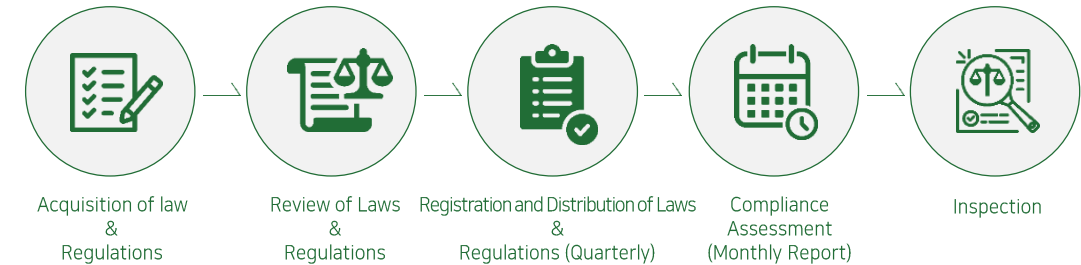 Acquisition of law
&
Regulations
Review of Laws
&
Regulations
Registration and Distribution of Laws
&
Regulations (Quarterly)
Compliance
Assessment
(Monthly Report)
Inspection